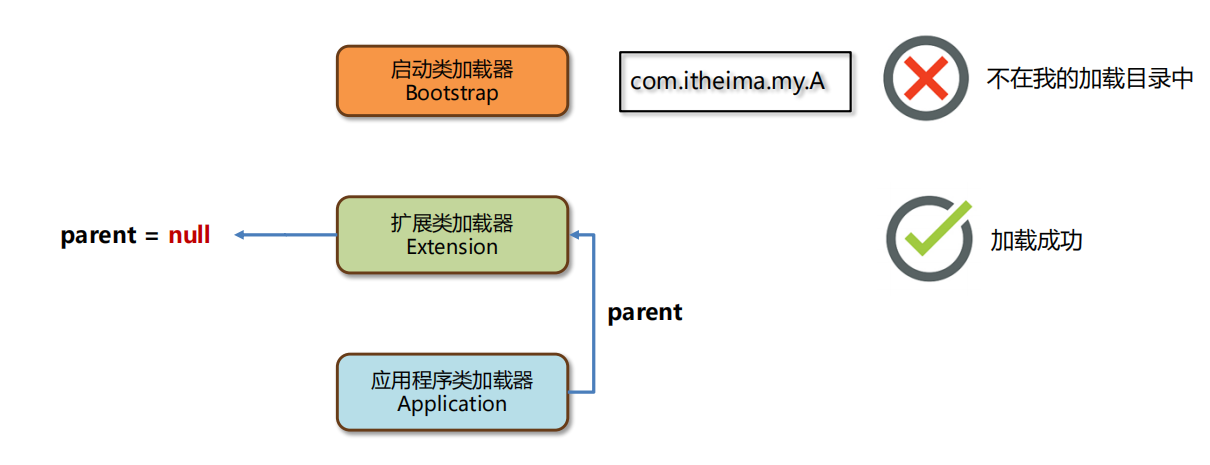 启动类加载器
Bootstrap
com.itheima.my.A
不在我的加载目录中
parent = null
扩展类加载器
Extension
加载成功
parent
应用程序类加载器
Application